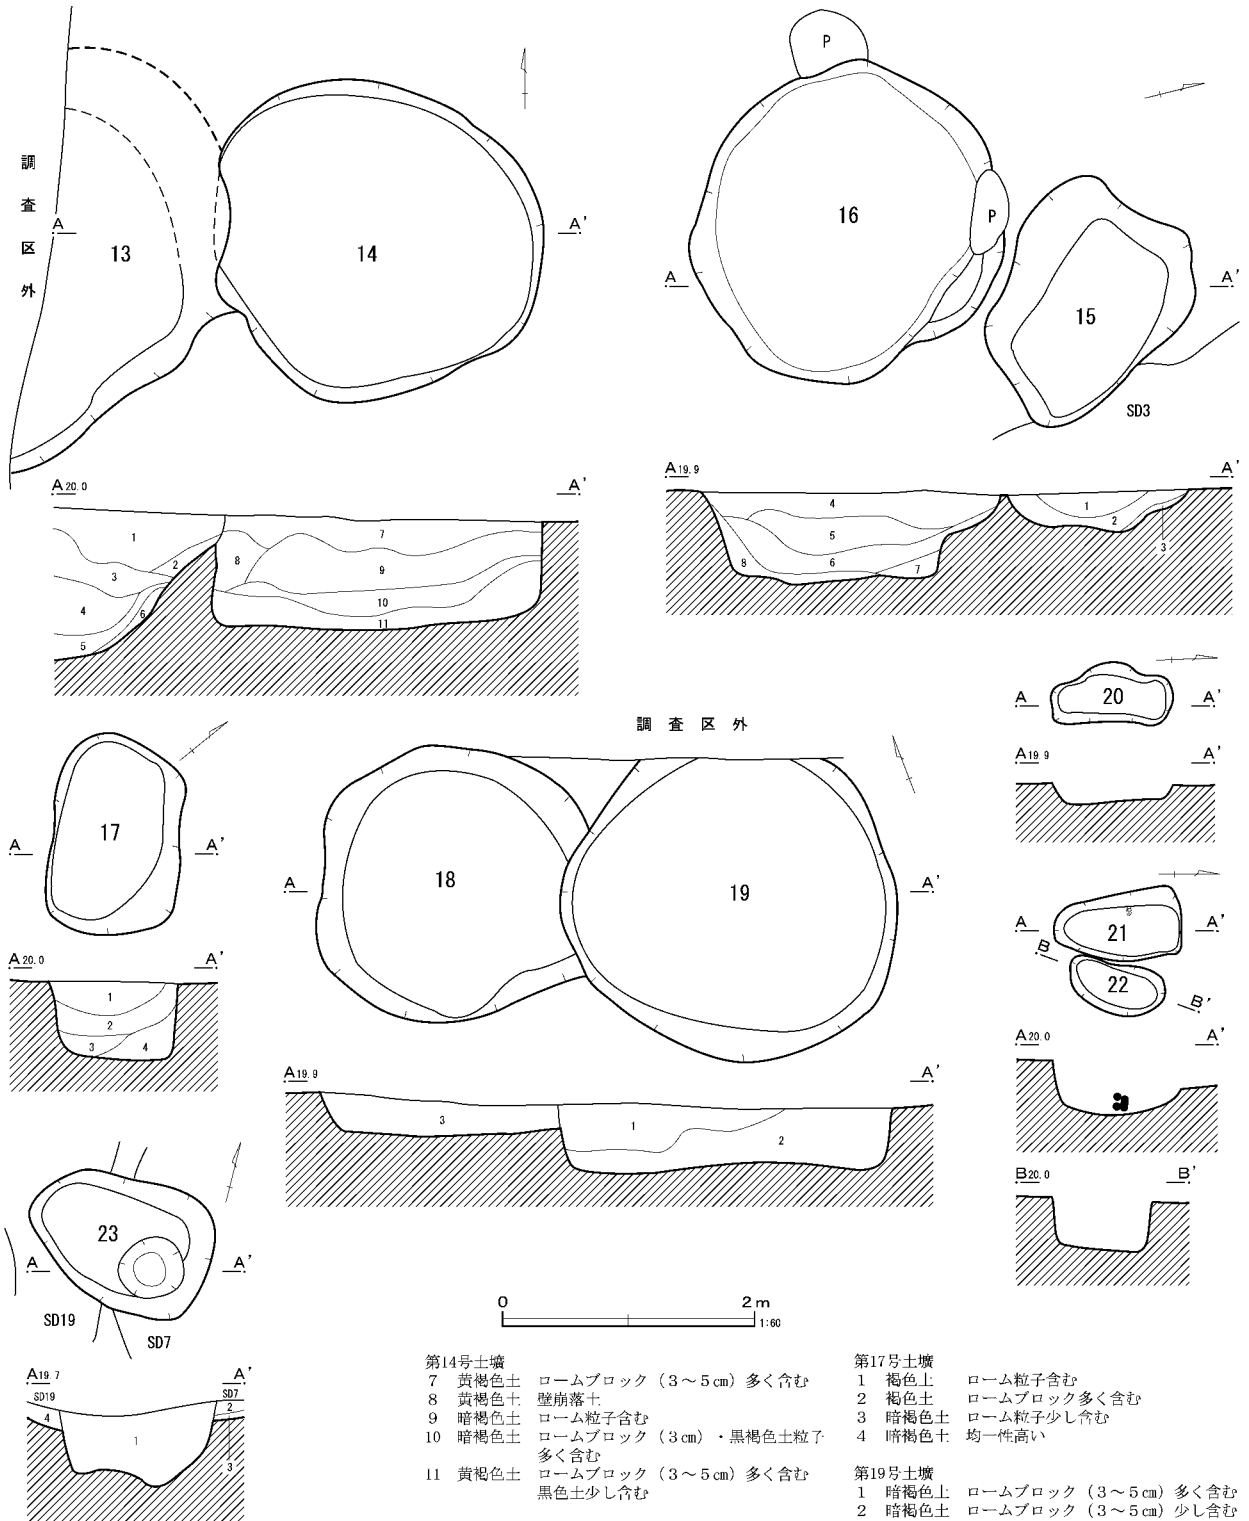 調査区外
A
13
14
A'
P
16
P
A
15
A'
SD3
A 20.0
A'
1
2
3
4
5
6
7
8
9
10
11
A 19.9
A'
4
5
6
7
8
1
2
3
調査区外
17
A
A'
A 20.0
A'
1
2
3
4
18
19
A
A'
A 19.9
A'
3
1
2
A
20
A'
A 19.9
A'
A
21
A'
B
22
B'
A 20.0
A'
B 20.0
B'
23
A
A'
SD19
SD7
A 19.7
A'
SD19
SD7
4
1
2
3
0
2m
1:60
第14号土壙
7 黄褐色土 ロームブロック（3～5㎝）多く含む
8 黄褐色土 壁崩落土
9 暗褐色土 ローム粒子含む
10 暗褐色土 ロームブロック（3㎝）・黒褐色土粒子
多く含む
11 黄褐色土 ロームブロック（3～5㎝）多く含む
黒色土少し含む
第17号土壙
1 褐色土 ローム粒子含む
2 褐色土 ロームブロック多く含む
3 暗褐色土 ローム粒子少し含む
4 暗褐色土 均一性高い
第19号土壙
1 暗褐色土 ロームブロック（3～5㎝）多く含む
2 暗褐色土 ロームブロック（3～5㎝）少し含む